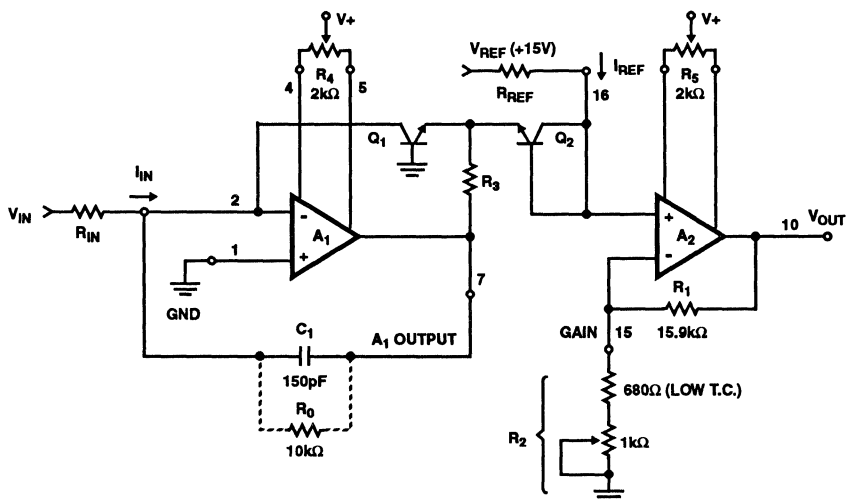 V+
R4
2kΩ
4
5
VREF (+15V)
RREF
IREF
16
V+
R5
2kΩ
Q1
Q2
R3
IIN
VIN
RIN
2
-
A1
+
1
GND
7
+
A2
-
10
VOUT
R1
15.9kΩ
GAIN
15
C1
150pF
A1 OUTPUT
R0
10kΩ
680Ω (LOW T.C.)
R2
1kΩ